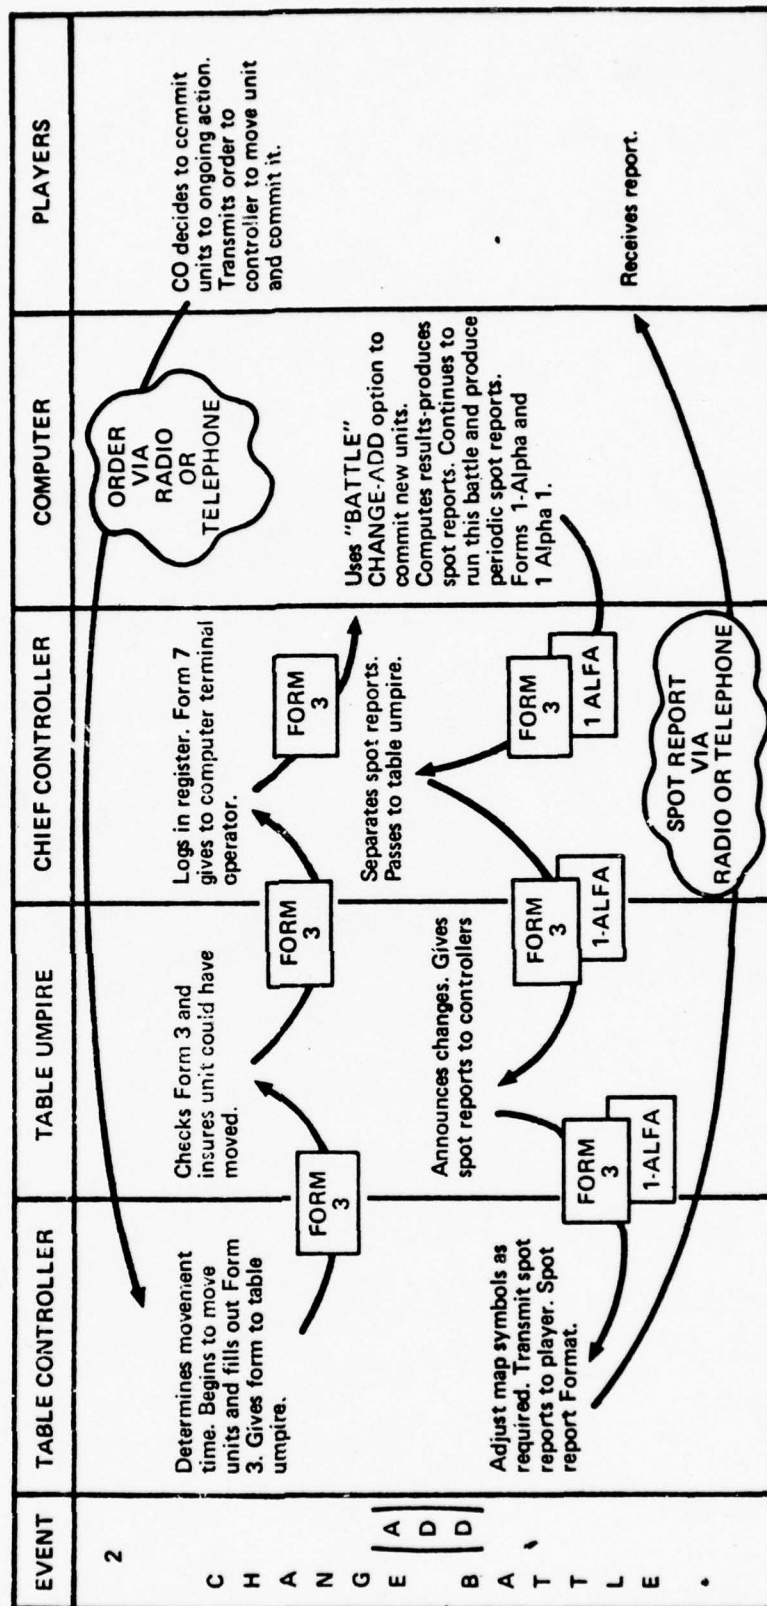 EVENT
TABLE CONTROLLER
TABLE UMPIRE
CHIEF CONTROLLER
COMPUTER
PLAYERS
2
CHANGE
(ADD)
BATTLE
CO decides to commit
units to ongoing action.
Transmits order to
controller to move unit
and commit it.
ORDER
VIA
RADIO
OR
TELEPHONE
Determines movement
time. Begins to move
units and fills out Form
3. Gives form to table
umpire.
FORM
3
Checks Form 3 and
insures unit could have
moved.
FORM
3
Logs in register. Form 7
gives to computer terminal
operator.
FORM
3
Uses "BATTLE"
CHANGE-ADD option to
commit new units.
Computes results-produces
spot reports. Continues to
run this battle and produce
periodic spot reports.
Forms 1-Alpha and
1 Alpha 1.
FORM
3
1 ALFA
Separates spot reports.
Passes to table umpire.
FORM
3
1-ALFA
Announces changes. Gives
spot reports to controllers
FORM
3
1-ALFA
Adjust map symbols as
required. Transmit spot
reports to player. Spot
report Format.
SPOT REPORT
VIA
RADIO OR TELEPHONE
Receives report.